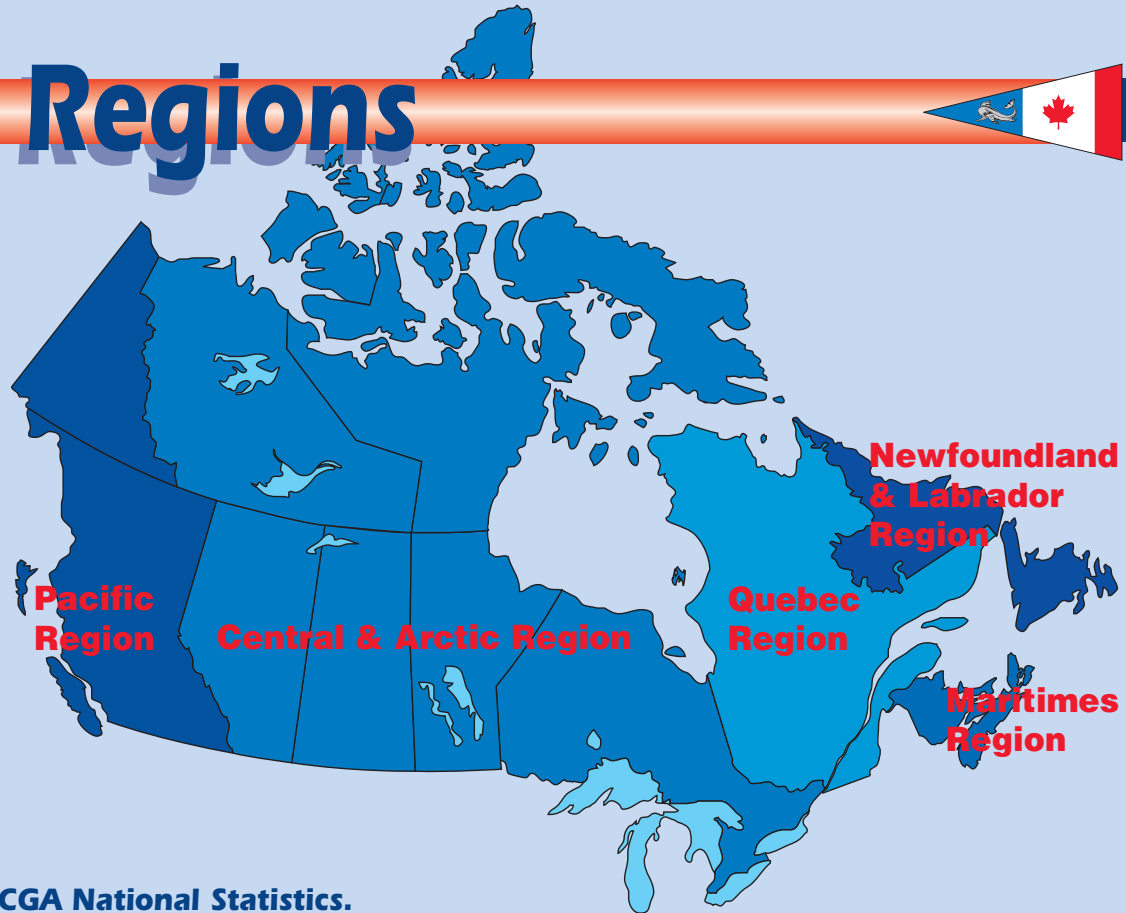 Regions
Newfoundland
& Labrador
Region
Pacific
Region
Central & Arctic Region
Quebec
Region
Maritimes
Region
CGA National Statistics.